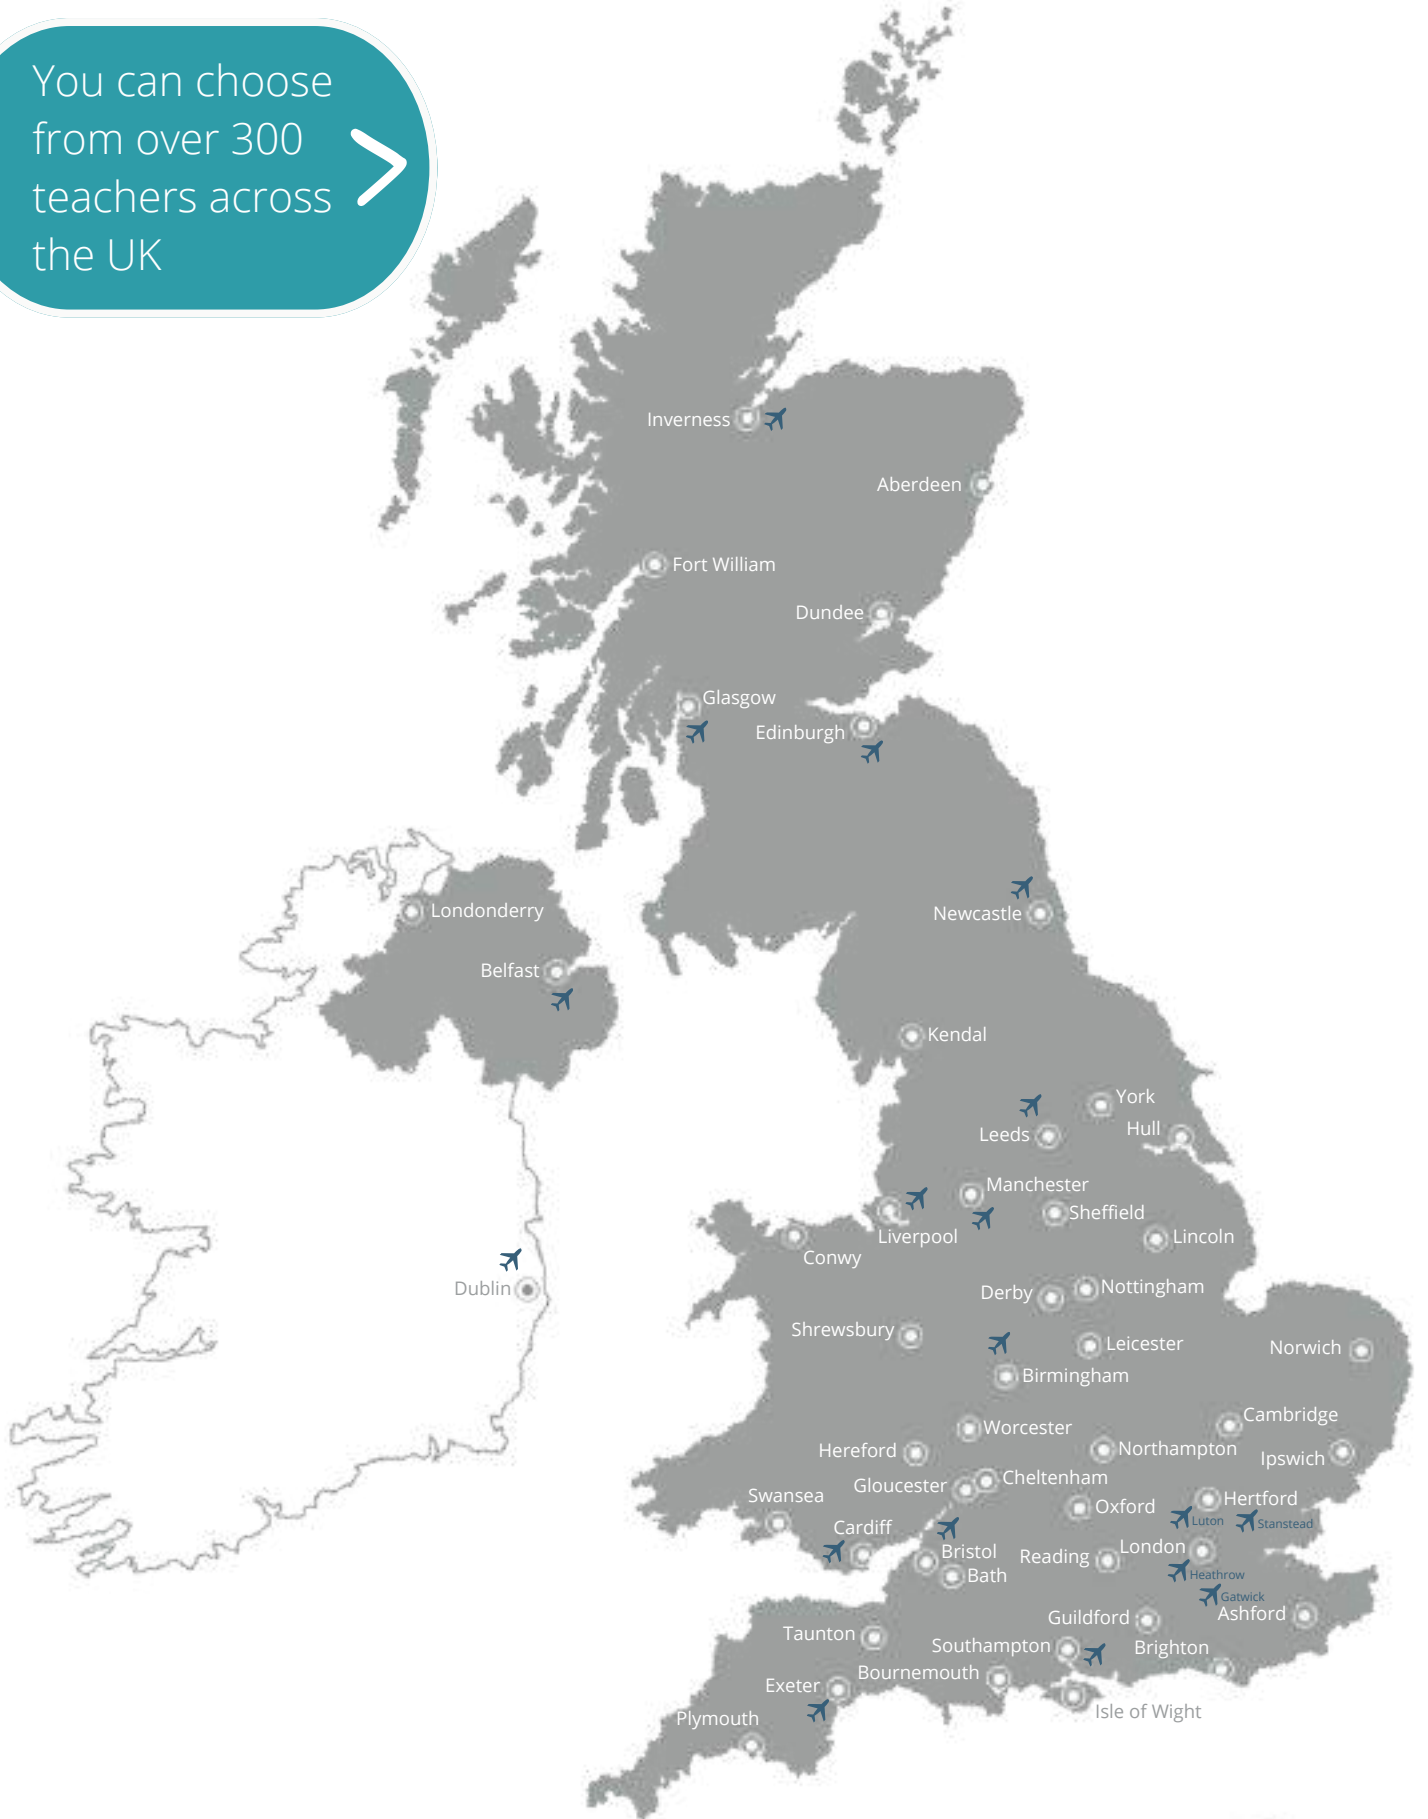 You can choose
from over 300
teachers across
the UK
Inverness
Aberdeen
Fort William
Dundee
Glasgow
Edinburgh
Londonderry
Newcastle
Belfast
Kendal
York
Hull
Leeds
Manchester
Sheffield
Liverpool
Lincoln
Conwy
Dublin
Derby
Nottingham
Shrewsbury
Leicester
Norwich
Birmingham
Cambridge
Worcester
Hereford
Northampton
Ipswich
Cheltenham
Gloucester
Swansea
Hertford
Oxford
Luton
Stanstead
Cardiff
London
Bristol
Reading
Bath
Heathrow
Gatwick
Ashford
Guildford
Taunton
Southampton
Brighton
Bournemouth
Exeter
Isle of Wight
Plymouth